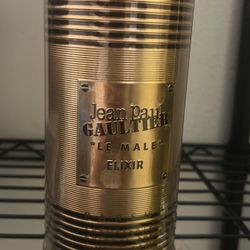 Jean Paul
GAULTIER
"LE MALE"
ELIXIR